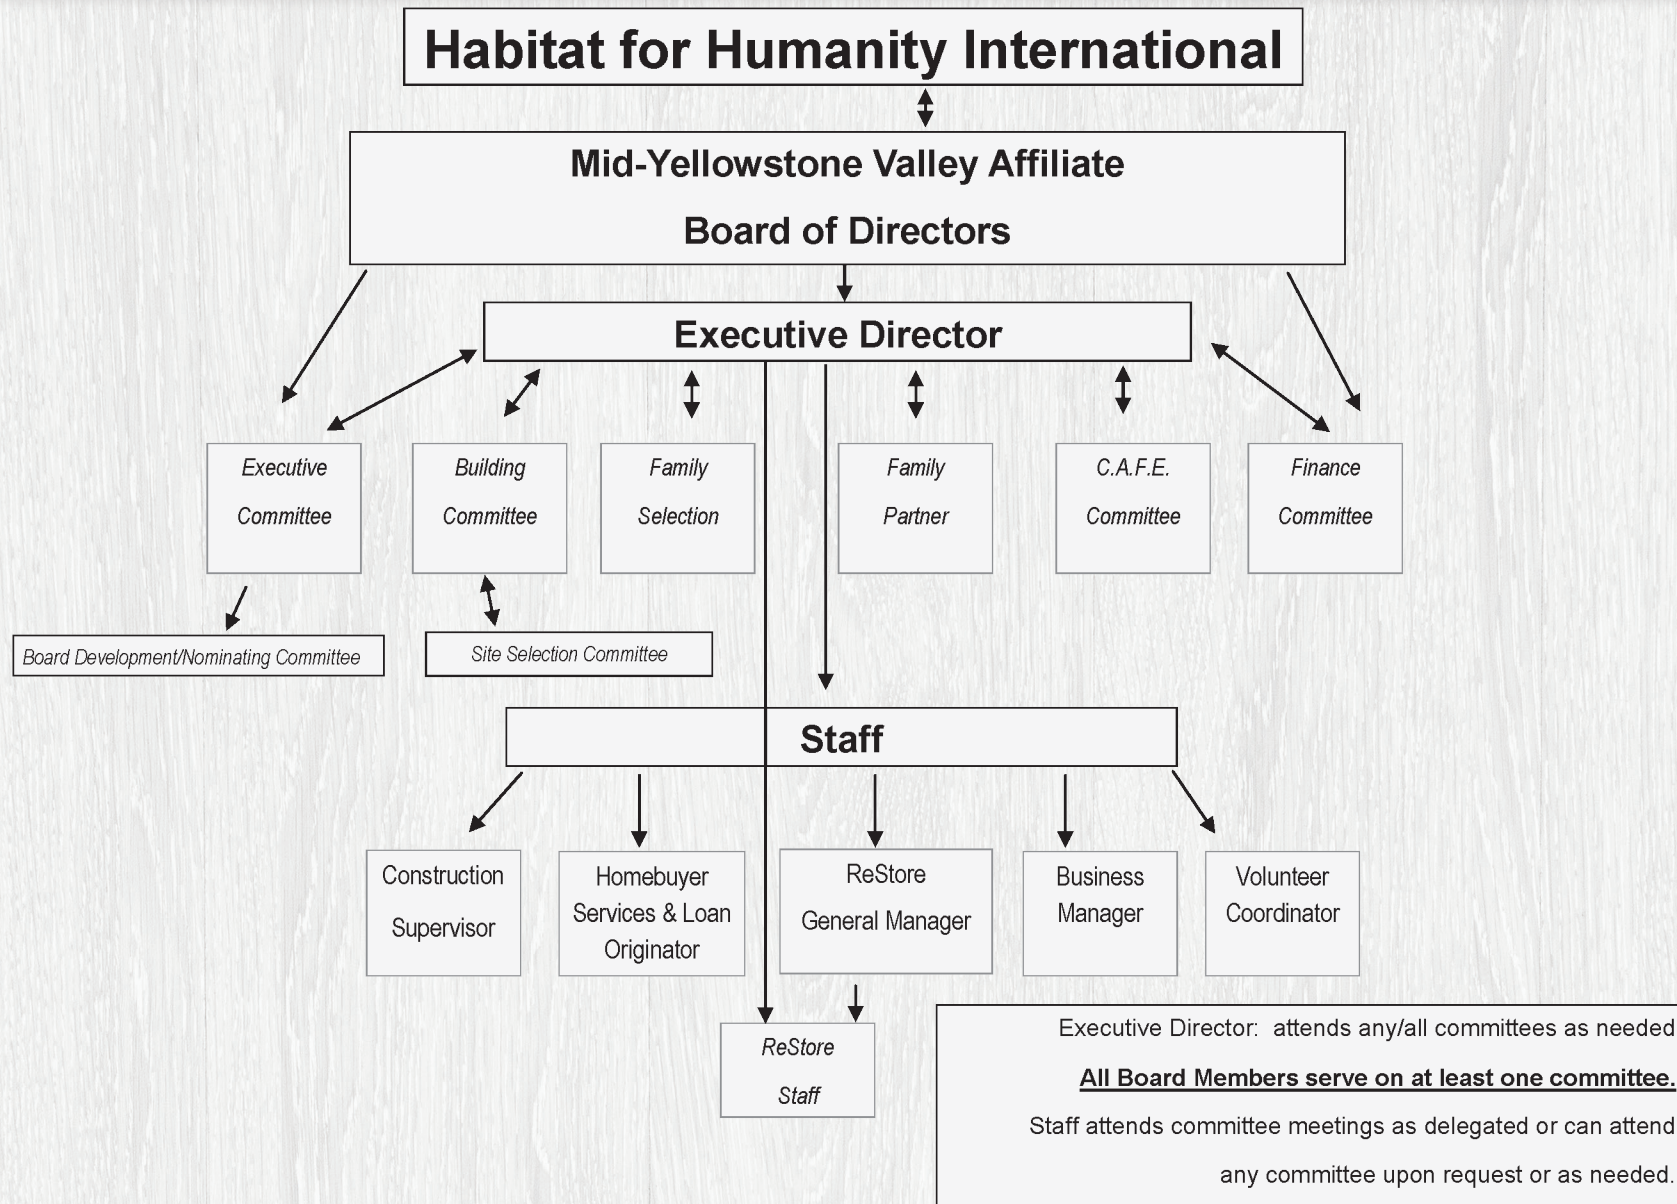 Habitat for Humanity International
Mid-Yellowstone Valley Affiliate
Board of Directors
Executive Director
Executive
Committee
Building
Committee
Family
Selection
Family
Partner
C.A.F.E.
Committee
Finance
Committee
Board Development/Nominating Committee
Site Selection Committee
Staff
Construction
Supervisor
Homebuyer
Services & Loan
Originator
ReStore
General Manager
Business
Manager
Volunteer
Coordinator
ReStore
Staff
Executive Director:  attends any/all committees as needed
All Board Members serve on at least one committee.
Staff attends committee meetings as delegated or can attend
any committee upon request or as needed.